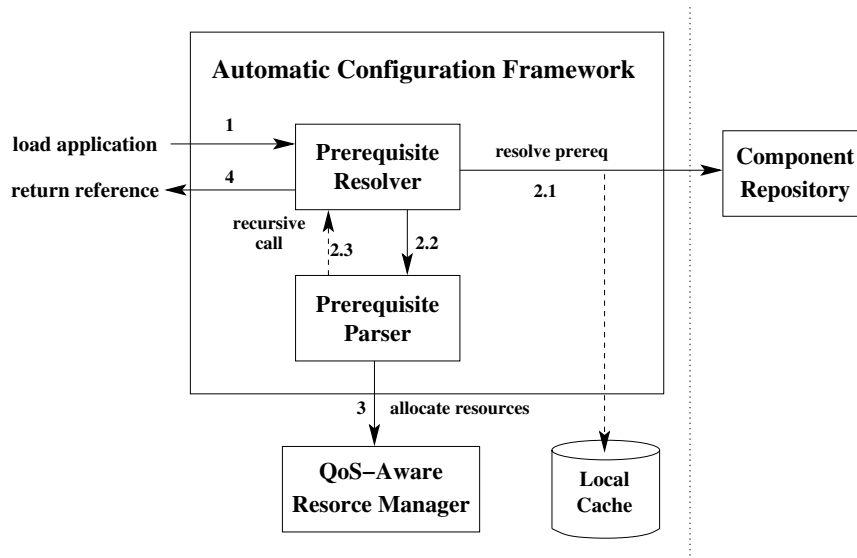 Automatic Configuration Framework
load application
1
return reference
4
Prerequisite
Resolver
resolve prereq
2.1
Component
Repository
recursive
call
2.3
2.2
Prerequisite
Parser
3
allocate resources
QoS−Aware
Resorce Manager
Local
Cache